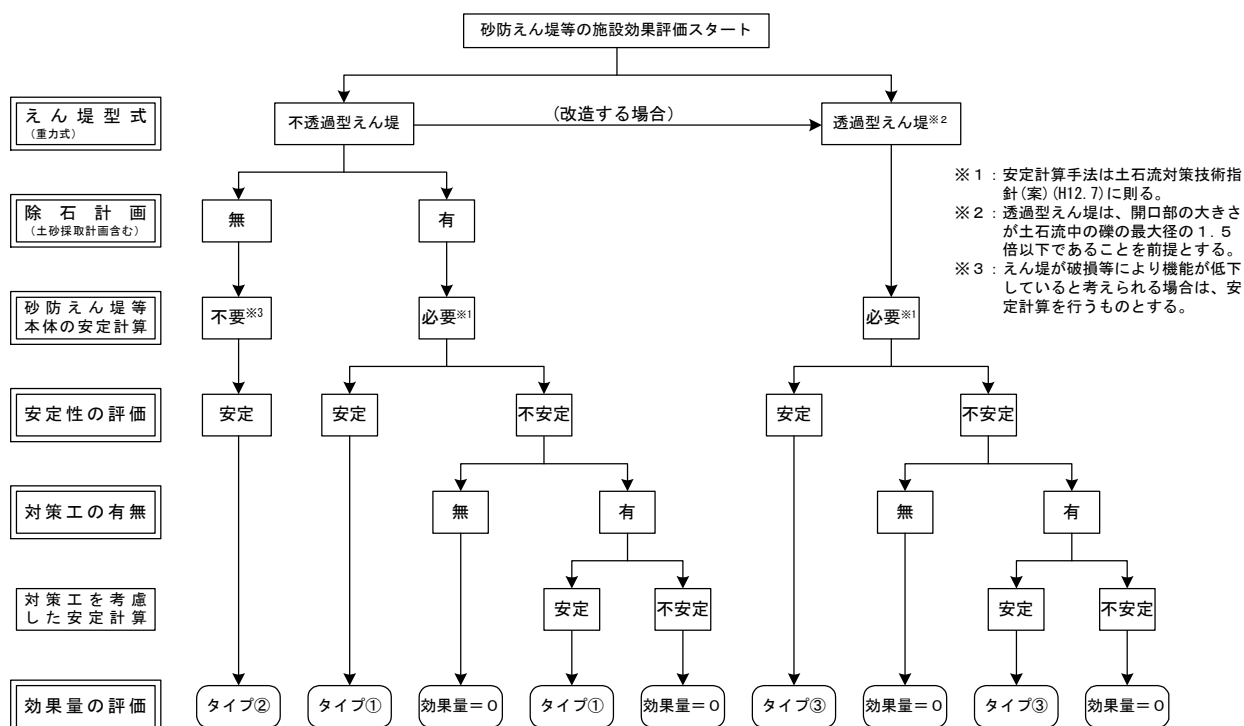 砂防えん堤等の施設効果評価スタート
えん堤型式
(重力式)
不透過型えん堤
(改造する場合)
透過型えん堤※2
※1：安定計算手法は土石流対策技術指
針(案)(H12.7)に則る。
※2：透過型えん堤は、開口部の大きさ
が土石流中の礫の最大径の1.5
倍以下であることを前提とする。
※3：えん堤が破損等により機能が低下
していると考えられる場合は、安
定計算を行うものとする。
除石計画
(土砂採取計画含む)
無
有
砂防えん堤等
本体の安定計算
不要※3
必要※1
必要※1
安定性の評価
安定
安定
不安定
安定
不安定
対策工の有無
無
有
無
有
対策工を考慮
した安定計算
安定
不安定
安定
不安定
効果量の評価
タイプ②
タイプ①
効果量＝０
タイプ①
効果量＝０
タイプ③
効果量＝０
タイプ③
効果量＝０